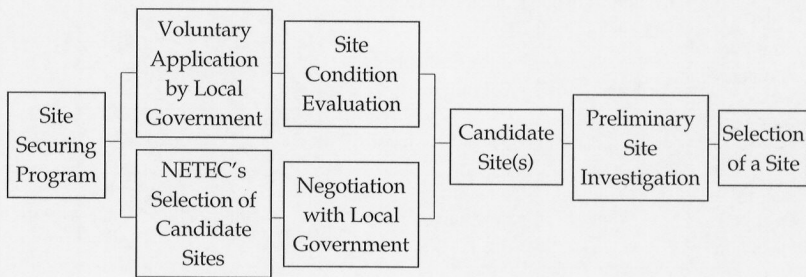 Site
Securing
Program
Voluntary
Application
by Local
Government
Site
Condition
Evaluation
NETEC's
Selection of
Candidate
Sites
Negotiation
with Local
Government
Candidate
Site(s)
Preliminary
Site
Investigation
Selection
of a Site